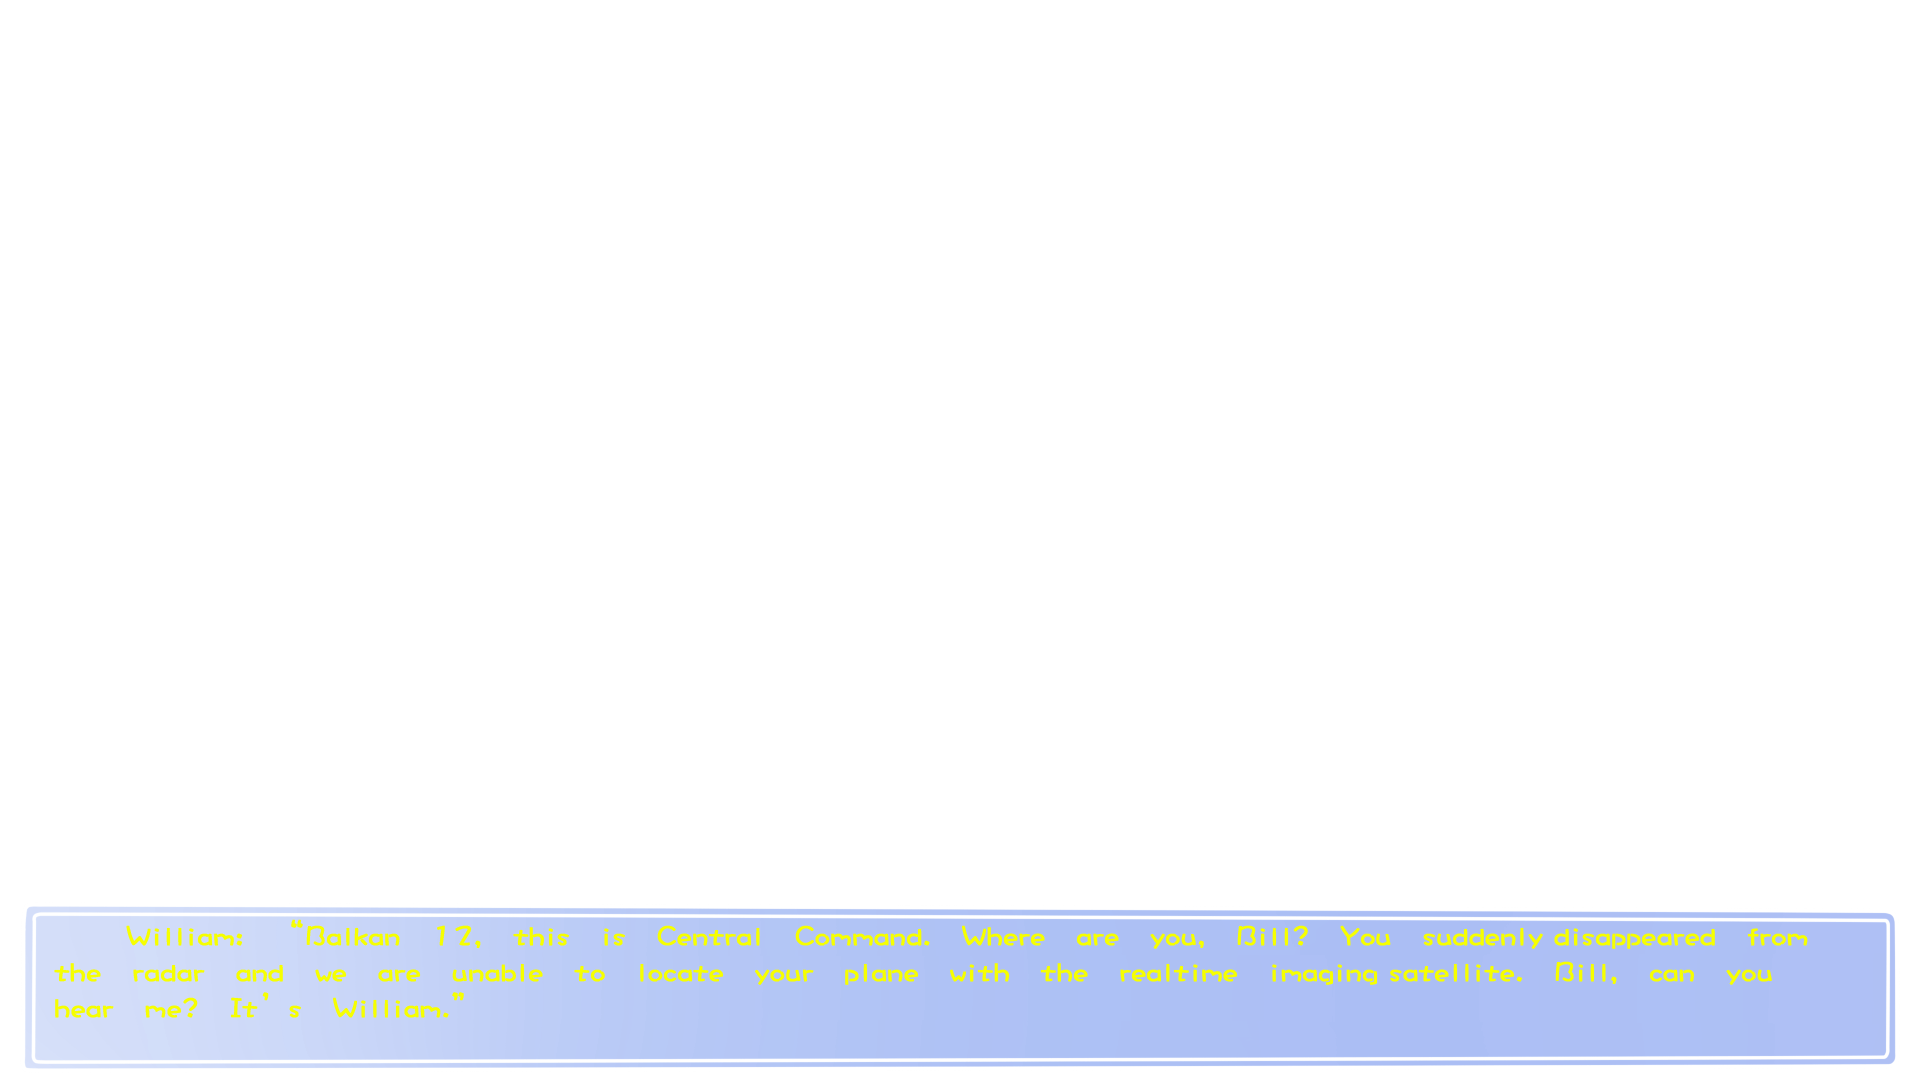 William: “Balkan 12, this is Central Command. Where are you, Bill? You suddenly disappeared from
the radar and we are unable to locate your plane with the realtime imaging satellite. Bill, can you
hear me? It's William.”